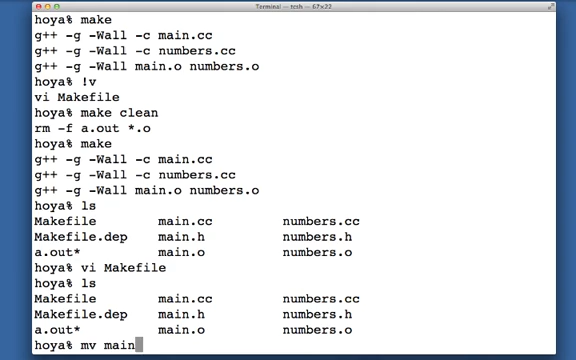 Terminal — tcsh — 67×22
hoya% make
g++ -g -Wall -c main.cc
g++ -g -Wall -c numbers.cc
g++ -g -Wall main.o numbers.o
hoya% !v
vi Makefile
hoya% make clean
rm -f a.out *.o
hoya% make
g++ -g -Wall -c main.cc
g++ -g -Wall -c numbers.cc
g++ -g -Wall main.o numbers.o
hoya% ls
Makefile main.cc numbers.cc
Makefile.dep main.h numbers.h
a.out* main.o numbers.o
hoya% vi Makefile
hoya% ls
Makefile main.cc numbers.cc
Makefile.dep main.h numbers.h
a.out* main.o numbers.o
hoya% mv main